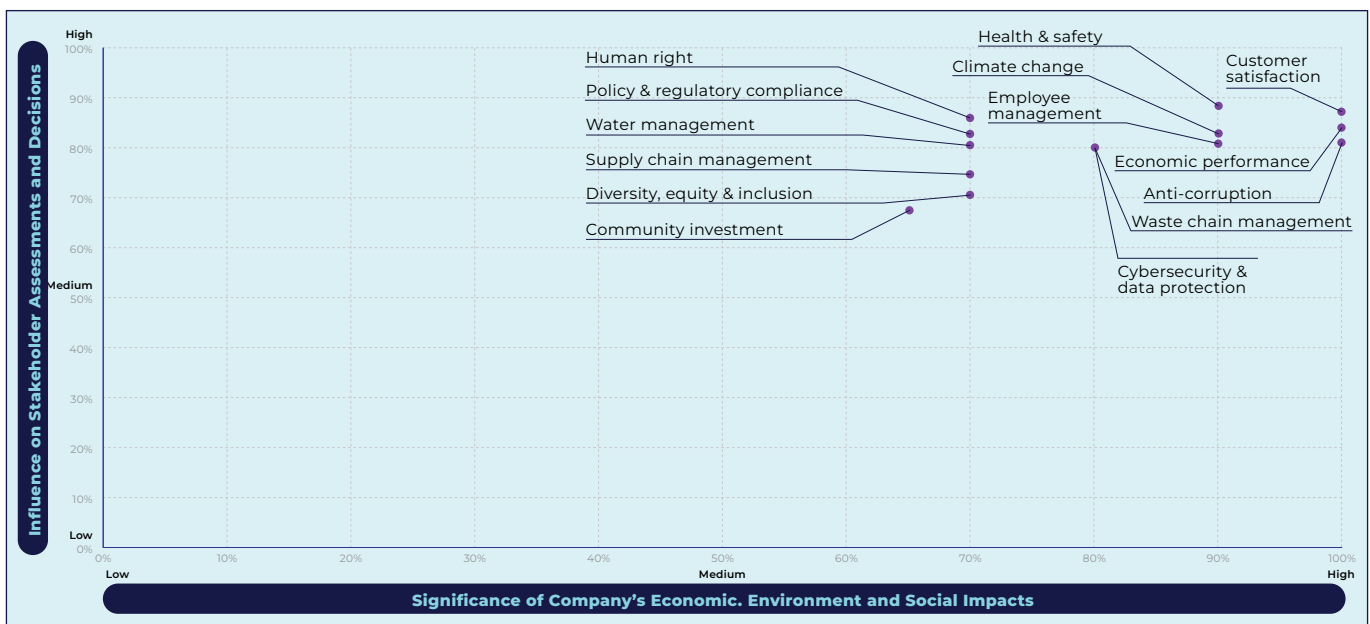 High
100%
90%
80%
70%
60%
Medium
50%
40%
30%
20%
10%
Low
0%
Influence on Stakeholder Assessments and Decisions
Human right
Policy & regulatory compliance
Water management
Supply chain management
Diversity, equity & inclusion
Community investment
Health & safety
Climate change
Employee
management
Customer
satisfaction
Economic performance
Anti-corruption
Waste chain management
Cybersecurity &
data protection
0% 10% 20% 30% 40% 50% 60% 70% 80% 90% 100%
Low Medium High
Significance of Company’s Economic. Environment and Social Impacts